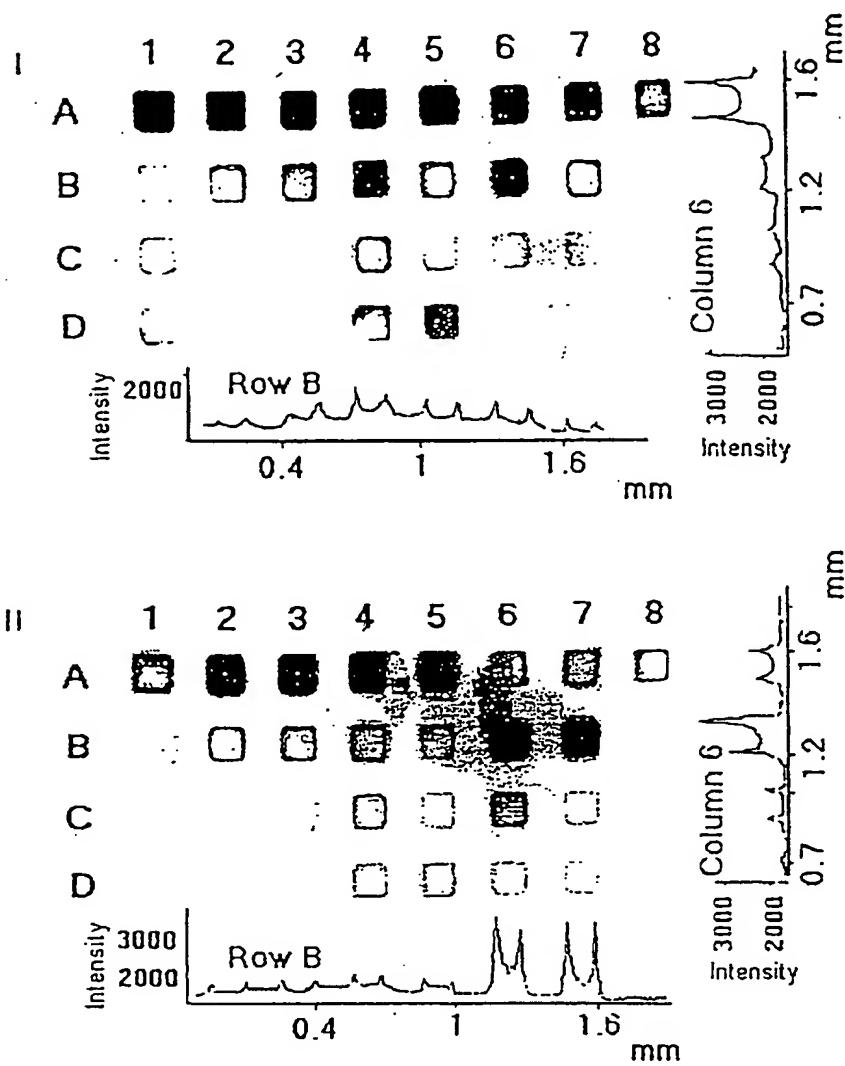 I
1 2 3 4 5 6 7 8
A
B
C
D
Column 6
mm
1.6
1.2
0.7
3000 2000
Intensity
Intensity
2000
Row B
0.4 1 1.6
mm
II
1 2 3 4 5 6 7 8
A
B
C
D
Column 6
mm
1.6
1.2
0.7
3000 2000
Intensity
Intensity
3000
2000
Row B
0.4 1 1.6
mm